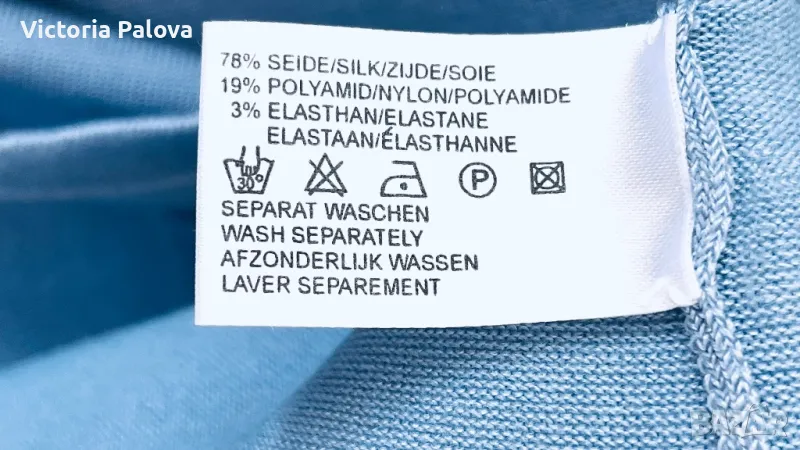 Victoria Palova
78% SEIDE/SILK/ZIJDE/SOIE
19% POLYAMID/NYLON/POLYAMIDE
3% ELASTHAN/ELASTANE
ELASTAAN/ÉLASTHANNE
30°
P
SEPARAT WASCHEN
WASH SEPARATELY
AFZONDERLIJK WASSEN
LAVER SEPAREMENT